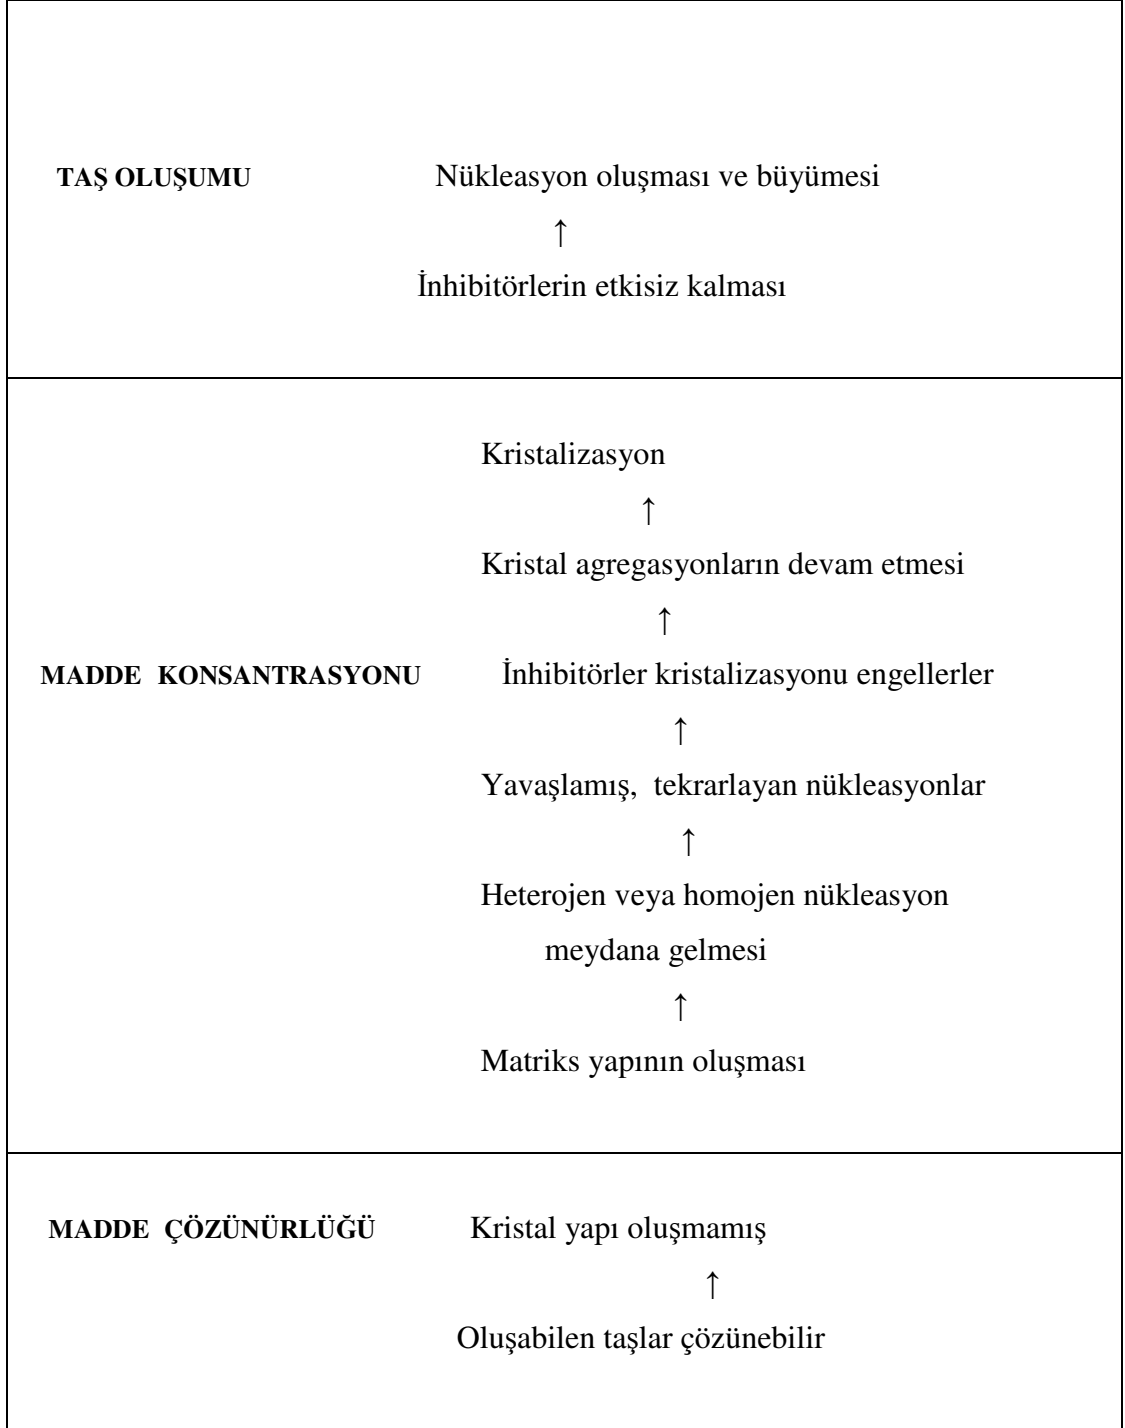 TAŞ OLUŞUMU Nükleasyon oluşması ve büyümesi
↑
İnhibitörlerin etkisiz kalması
Kristalizasyon
↑
Kristal agregasyonların devam etmesi
↑
MADDE KONSANTRASYONU İnhibitörler kristalizasyonu engellerler
↑
Yavaşlamış, tekrarlayan nükleasyonlar
↑
Heterojen veya homojen nükleasyon
meydana gelmesi
↑
Matriks yapının oluşması
MADDE ÇÖZÜNÜRLÜĞÜ Kristal yapı oluşmamış
↑
Oluşabilen taşlar çözünebilir